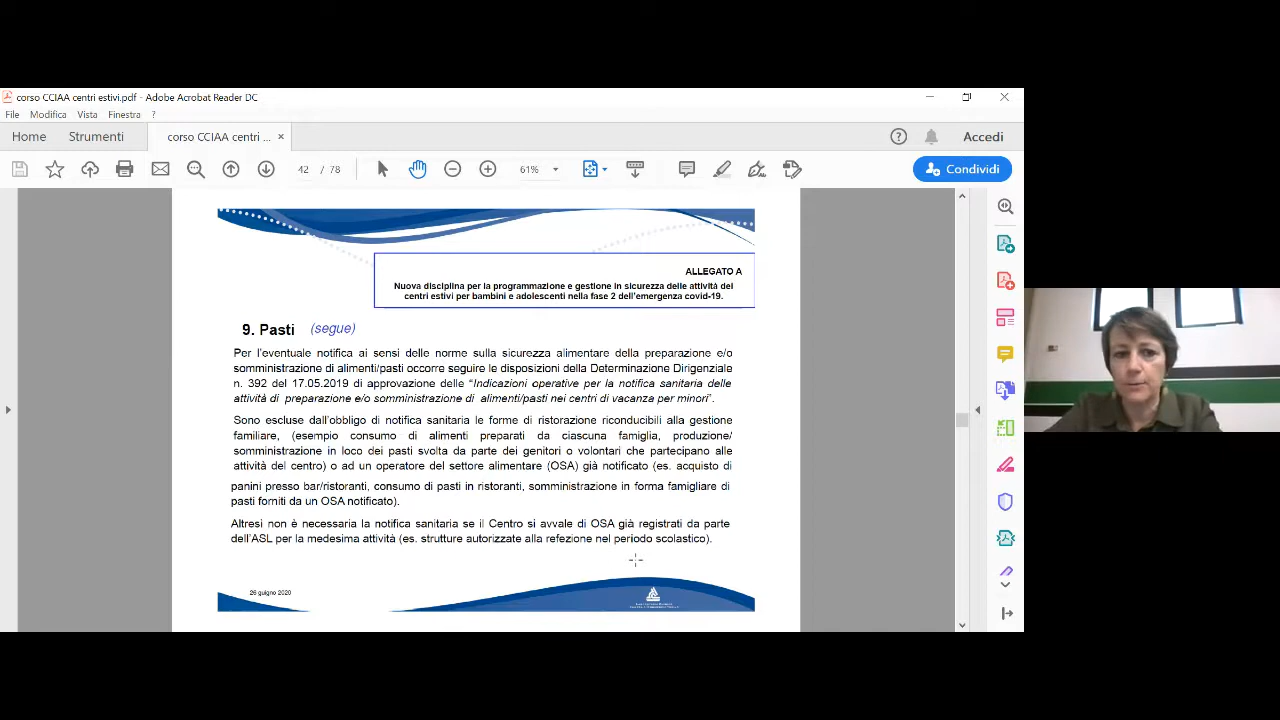 corso CCIAA centri estivi.pdf - Adobe Acrobat Reader DC
File Modifica Vista Finestra ?
Home Strumenti corso CCIAA centri ... × Accedi
42 / 78 61% Condividi
ALLEGATO A
Nuova disciplina per la programmazione e gestione in sicurezza delle attività dei
centri estivi per bambini e adolescenti nella fase 2 dell'emergenza covid-19.
9. Pasti (segue)
Per l'eventuale notifica ai sensi delle norme sulla sicurezza alimentare della preparazione e/o
somministrazione di alimenti/pasti occorre seguire le disposizioni della Determinazione Dirigenziale
n. 392 del 17.05.2019 di approvazione delle "Indicazioni operative per la notifica sanitaria delle
attività di preparazione e/o somministrazione di alimenti/pasti nei centri di vacanza per minori".
Sono escluse dall'obbligo di notifica sanitaria le forme di ristorazione riconducibili alla gestione
familiare, (esempio consumo di alimenti preparati da ciascuna famiglia, produzione/
somministrazione in loco dei pasti svolta da parte dei genitori o volontari che partecipano alle
attività del centro) o ad un operatore del settore alimentare (OSA) già notificato (es. acquisto di
panini presso bar/ristoranti, consumo di pasti in ristoranti, somministrazione in forma famigliare di
pasti forniti da un OSA notificato).
Altresì non è necessaria la notifica sanitaria se il Centro si avvale di OSA già registrati da parte
dell'ASL per la medesima attività (es. strutture autorizzate alla refezione nel periodo scolastico).
26 guigno 2020